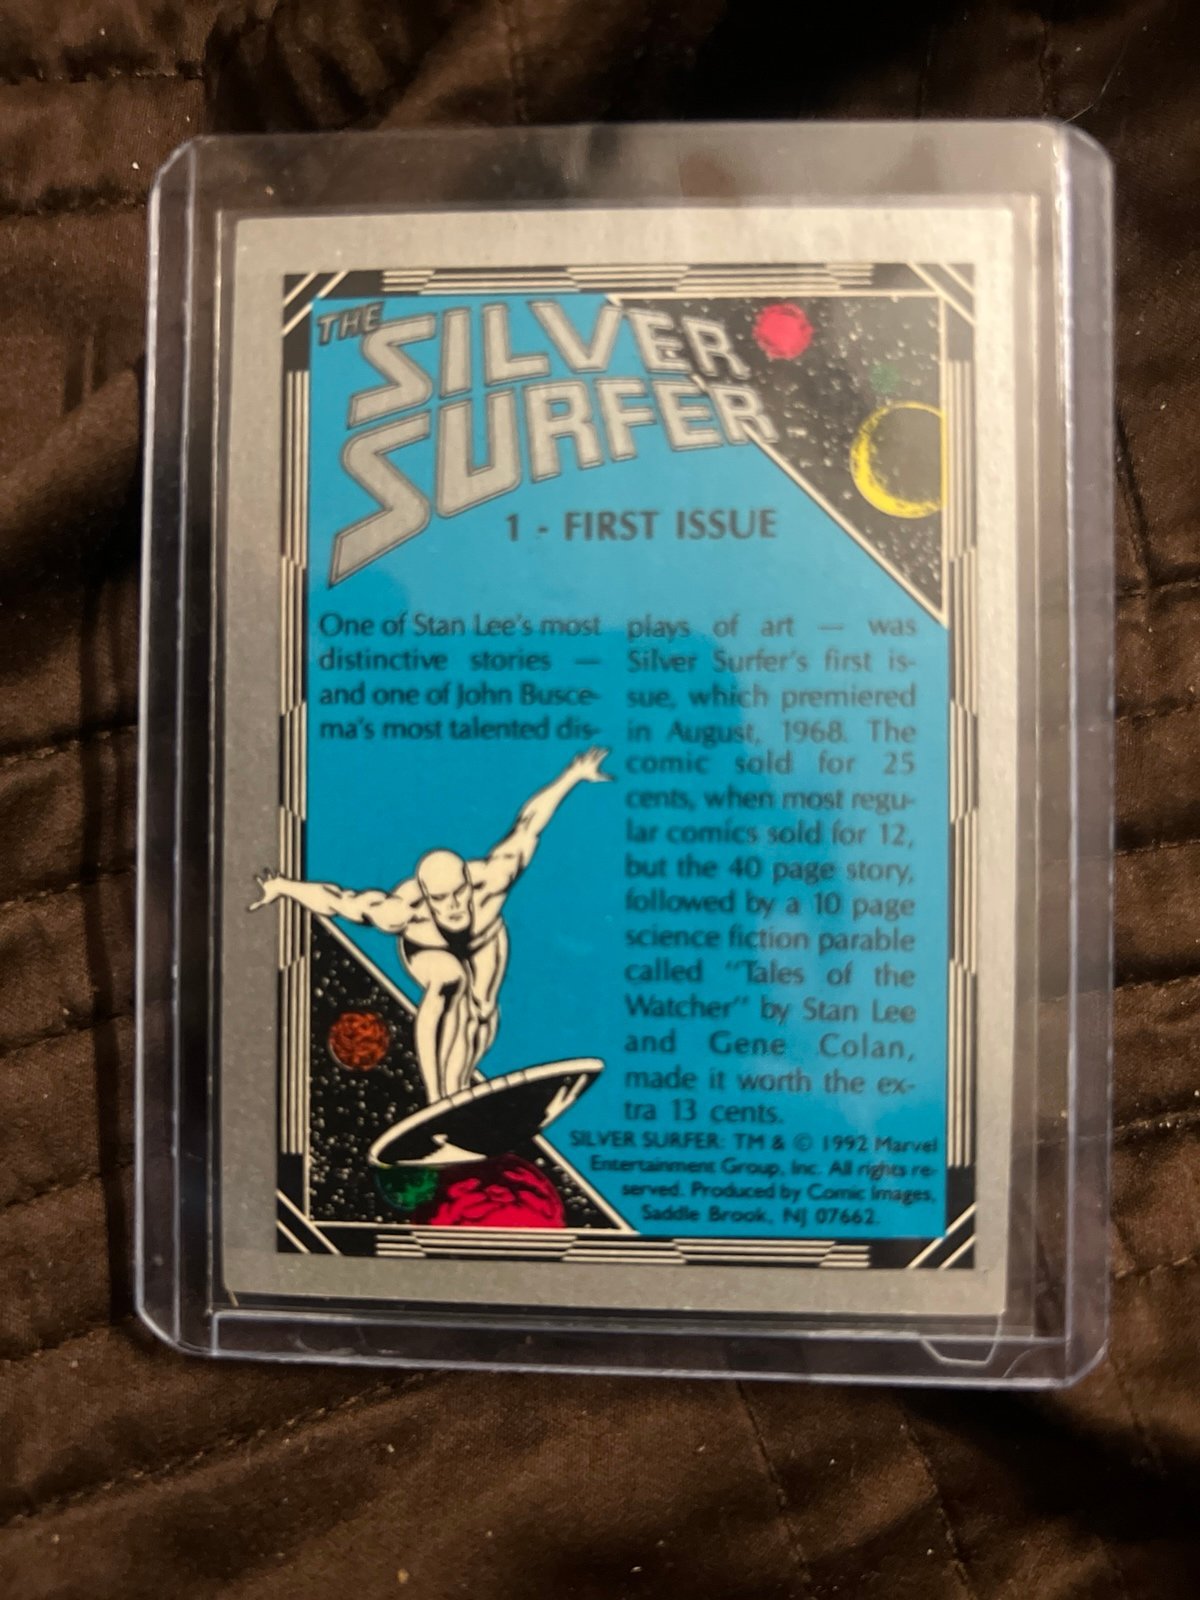 THE
SILVER
SURFER
1 - FIRST ISSUE
One of Stan Lee's most
distinctive stories —
and one of John Busce-
ma's most talented dis-
plays of art — was
Silver Surfer's first is-
sue, which premiered
in August, 1968. The
comic sold for 25
cents, when most regu-
lar comics sold for 12,
but the 40 page story,
followed by a 10 page
science fiction parable
called "Tales of the
Watcher" by Stan Lee
and Gene Colan,
made it worth the ex-
tra 13 cents.
SILVER SURFER: TM & © 1992 Marvel
Entertainment Group, Inc. All rights re-
served. Produced by Comic Images,
Saddle Brook, NJ 07662.